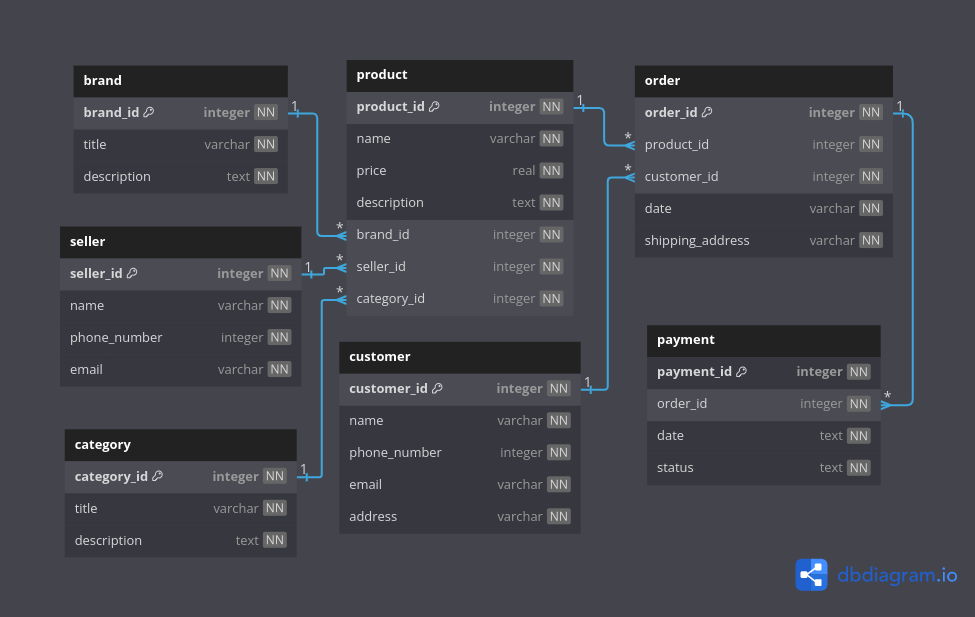 brand
brand_id integer NN
title varchar NN
description text NN
1
seller
seller_id integer NN
name varchar NN
phone_number integer NN
email varchar NN
1
category
category_id integer NN
title varchar NN
description text NN
1
product
product_id integer NN
name varchar NN
price real NN
description text NN
* brand_id integer NN
* seller_id integer NN
* category_id integer NN
1
customer
customer_id integer NN
name varchar NN
phone_number integer NN
email varchar NN
address varchar NN
1
order
order_id integer NN
* product_id integer NN
* customer_id integer NN
date varchar NN
shipping_address varchar NN
1
payment
payment_id integer NN
order_id integer NN *
date text NN
status text NN
dbdiagram.io